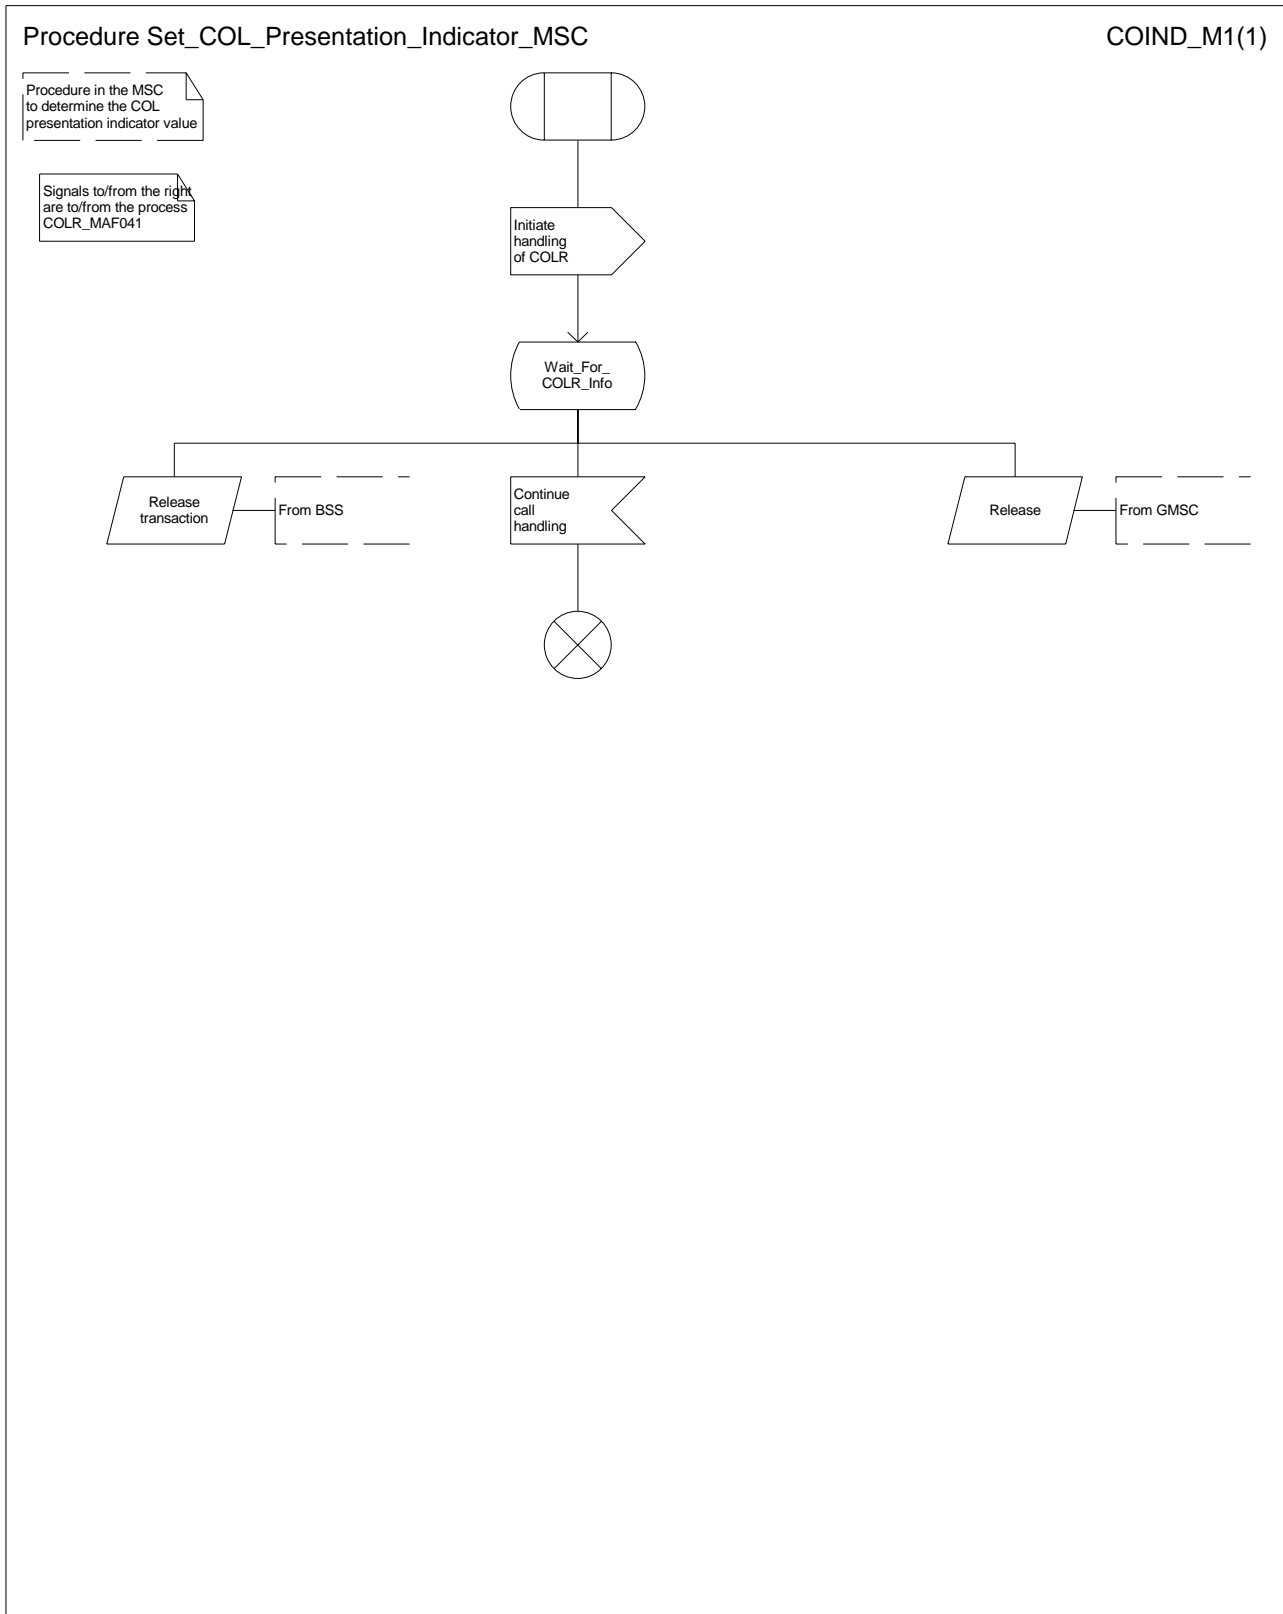 Procedure Set_COL_Presentation_Indicator_MSC
COIND_M1(1)
Procedure in the MSC
to determine the COL
presentation indicator value
Signals to/from the right
are to/from the process
COLR_MAF041
Initiate
handling
of COLR
Wait_For_
COLR_Info
Release
transaction
From BSS
Continue
call
handling
Release
From GMSC